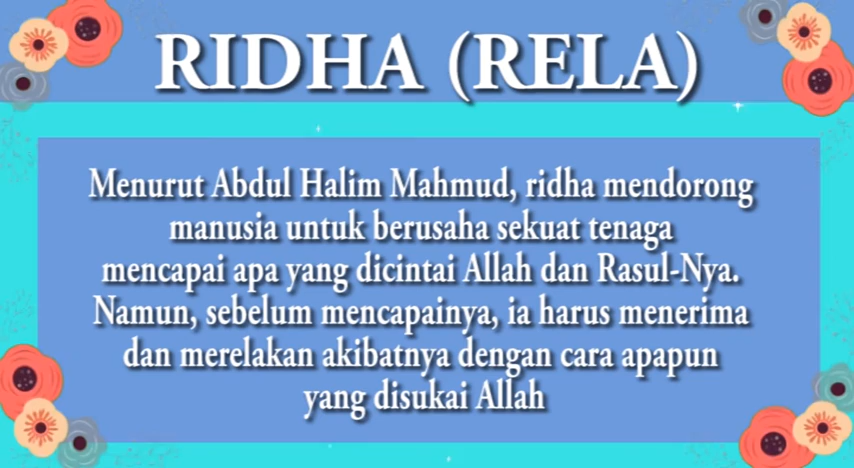 RIDHA (RELA)
Menurut Abdul Halim Mahmud, ridha mendorong
manusia untuk berusaha sekuat tenaga
mencapai apa yang dicintai Allah dan Rasul-Nya.
Namun, sebelum mencapainya, ia harus menerima
dan merelakan akibatnya dengan cara apapun
yang disukai Allah